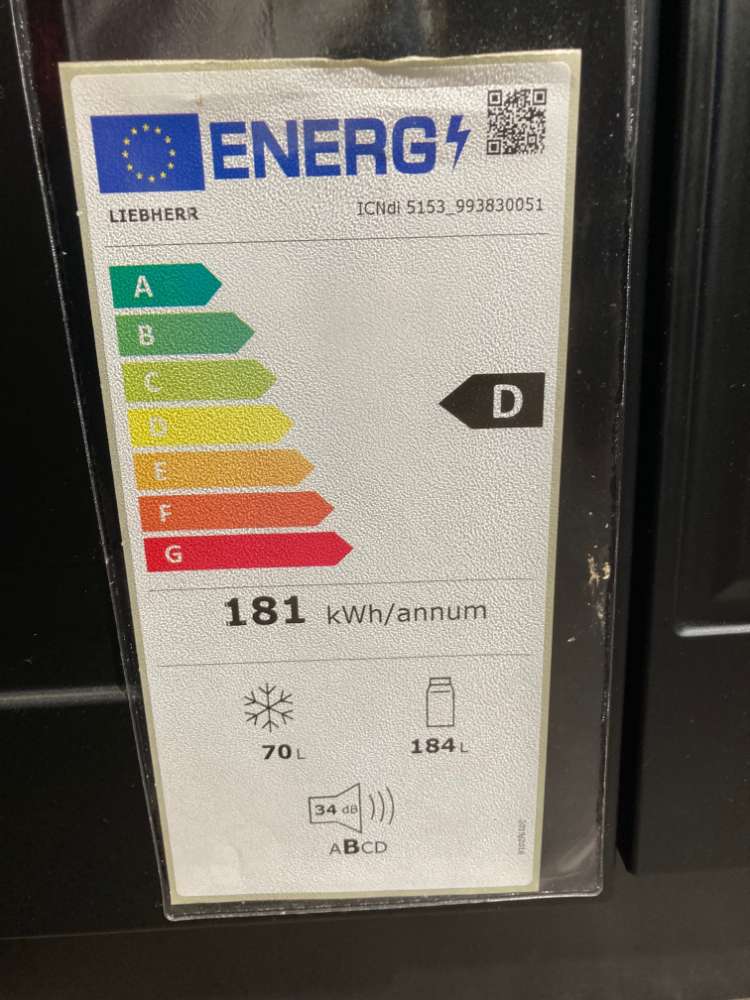 ENERG
LIEBHERR
ICNdi 5153_993830051
A
B
C
D
D
E
F
G
181 kWh/annum
70 L
184 L
34 dB
ABCD